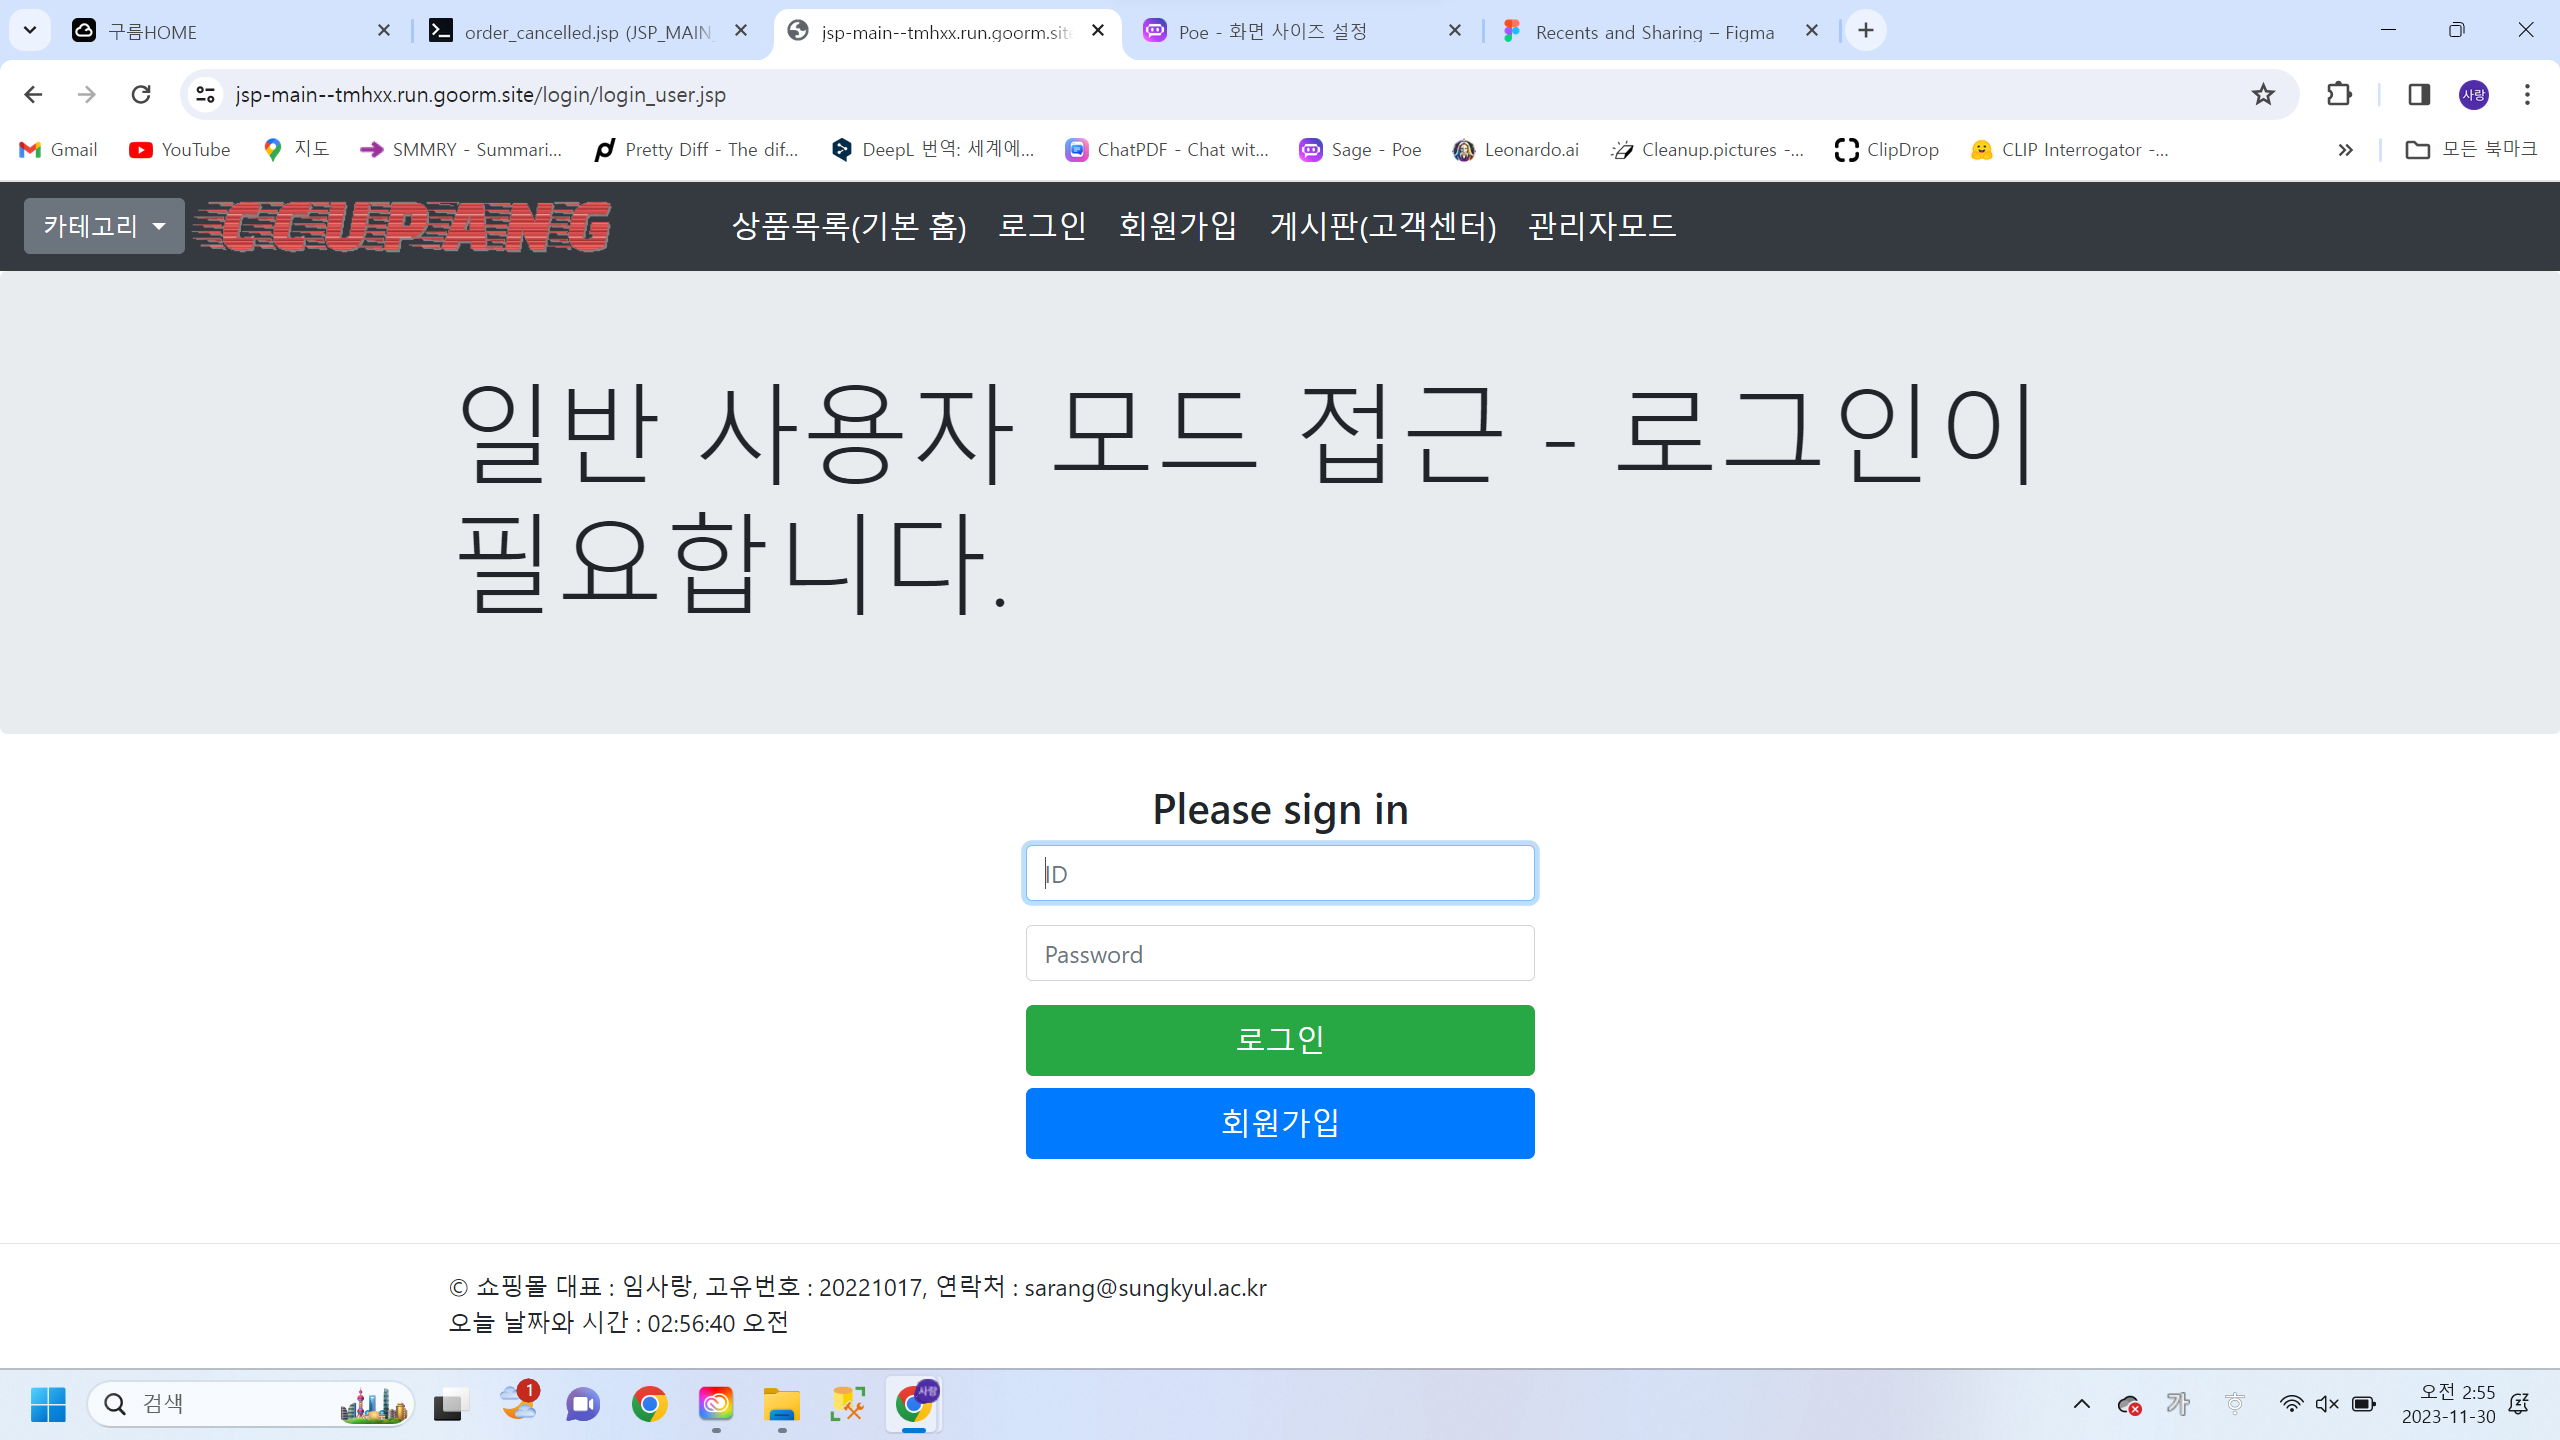 구름HOME
order_cancelled.jsp (JSP_MAIN_
jsp-main--tmhxx.run.goorm.site
Poe - 화면 사이즈 설정
Recents and Sharing – Figma
jsp-main--tmhxx.run.goorm.site/login/login_user.jsp
사랑
Gmail
YouTube
지도
SMMRY - Summari...
Pretty Diff - The dif...
DeepL 번역: 세계에...
ChatPDF - Chat wit...
Sage - Poe
Leonardo.ai
Cleanup.pictures -...
ClipDrop
CLIP Interrogator -...
모든 북마크
카테고리
CCUPANG
상품목록(기본 홈)
로그인
회원가입
게시판(고객센터)
관리자모드
일반 사용자 모드 접근 - 로그인이
필요합니다.
Please sign in
ID
Password
로그인
회원가입
© 쇼핑몰 대표 : 임사랑, 고유번호 : 20221017, 연락처 : sarang@sungkyul.ac.kr
오늘 날짜와 시간 : 02:56:40 오전
검색
1
사랑
가
오전 2:55
2023-11-30